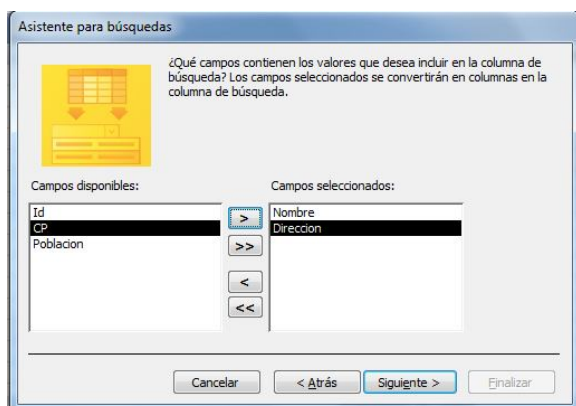 Asistente para búsquedas
¿Qué campos contienen los valores que desea incluir en la columna de
búsqueda? Los campos seleccionados se convertirán en columnas en la
columna de búsqueda.
Campos disponibles:
Campos seleccionados:
Id
CP
Poblacion
>
>>
<
<<
Nombre
Direccion
Cancelar
< Atrás
Siguiente >
Finalizar